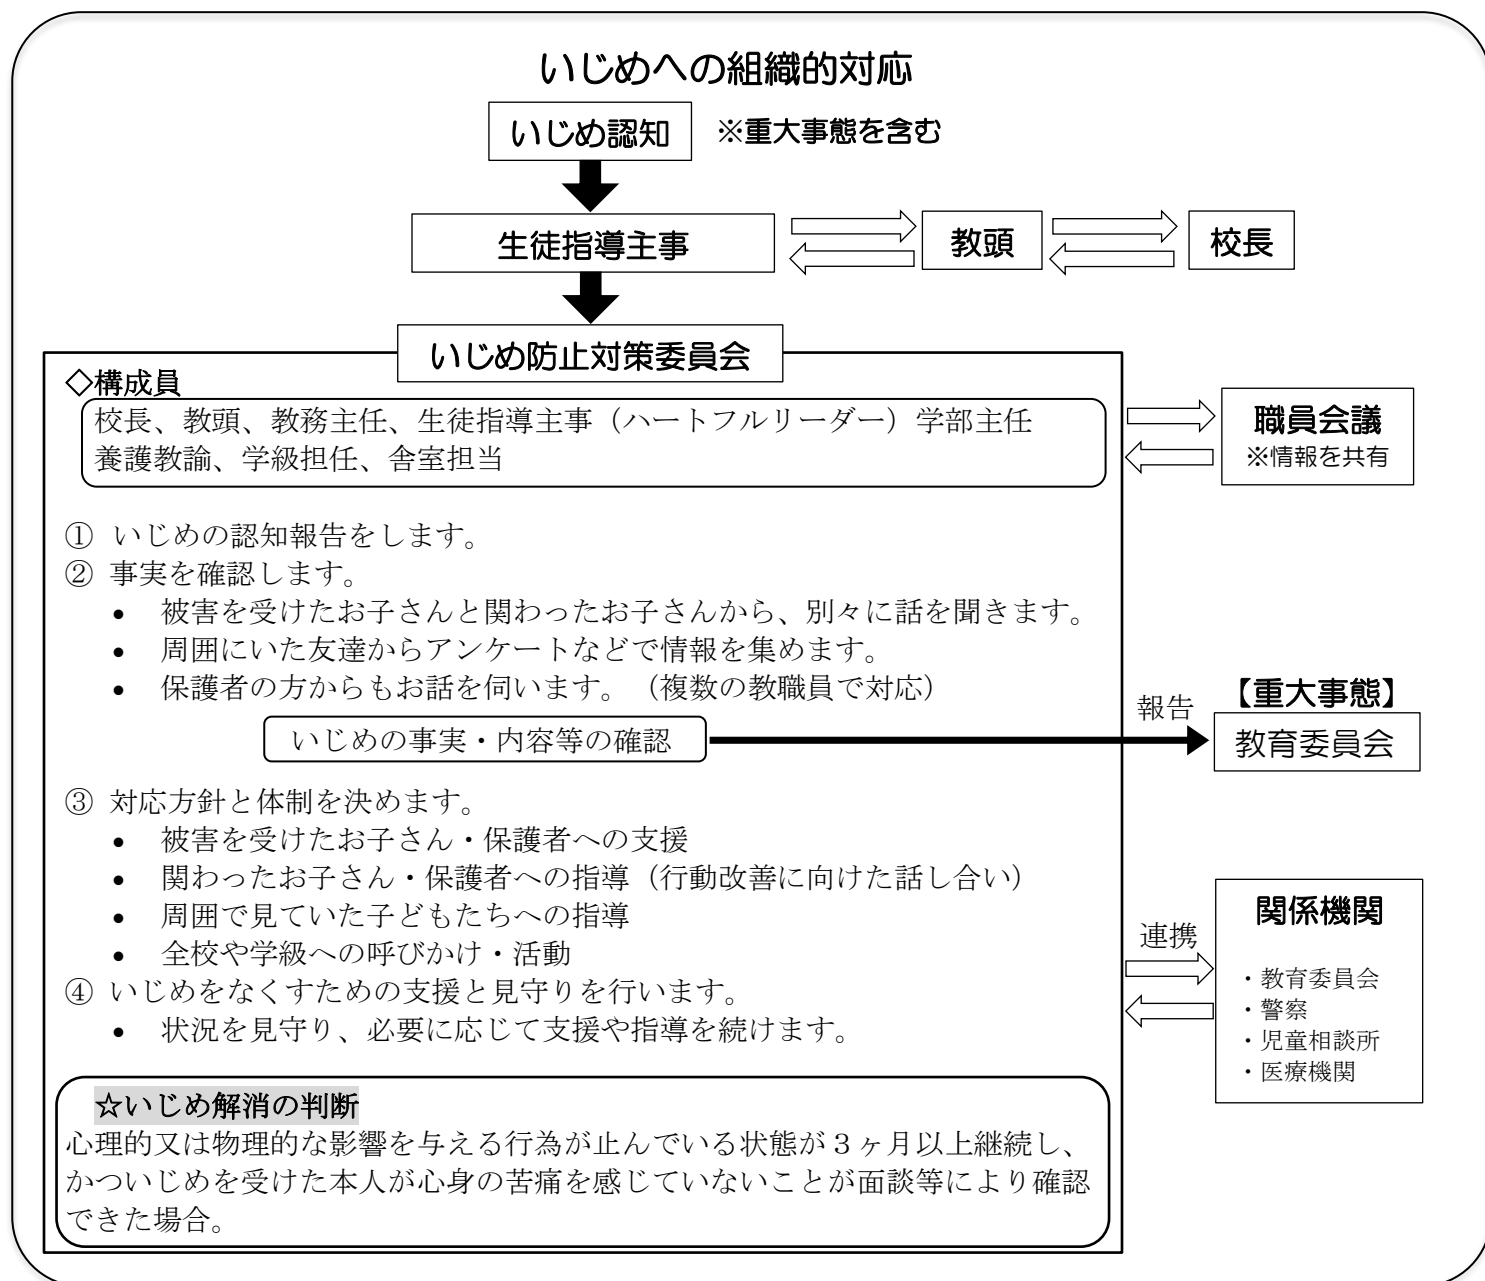 いじめへの組織的対応
いじめ認知
※重大事態を含む
生徒指導主事
教頭
校長
いじめ防止対策委員会
◇構成員
校長、教頭、教務主任、生徒指導主事（ハートフルリーダー）学部主任
養護教諭、学級担任、舎室担当
職員会議
※情報を共有
① いじめの認知報告をします。
② 事実を確認します。
• 被害を受けたお子さんと関わったお子さんから、別々に話を聞きます。
• 周囲にいた友達からアンケートなどで情報を集めます。
• 保護者の方からもお話を伺います。（複数の教職員で対応）
いじめの事実・内容等の確認
報告
【重大事態】
教育委員会
③ 対応方針と体制を決めます。
• 被害を受けたお子さん・保護者への支援
• 関わったお子さん・保護者への指導（行動改善に向けた話し合い）
• 周囲で見ていた子どもたちへの指導
• 全校や学級への呼びかけ・活動
④ いじめをなくすための支援と見守りを行います。
• 状況を見守り、必要に応じて支援や指導を続けます。
連携
関係機関
・教育委員会
・警察
・児童相談所
・医療機関
☆いじめ解消の判断
心理的又は物理的な影響を与える行為が止んでいる状態が３ヶ月以上継続し、
かついじめを受けた本人が心身の苦痛を感じていないことが面談等により確認
できた場合。